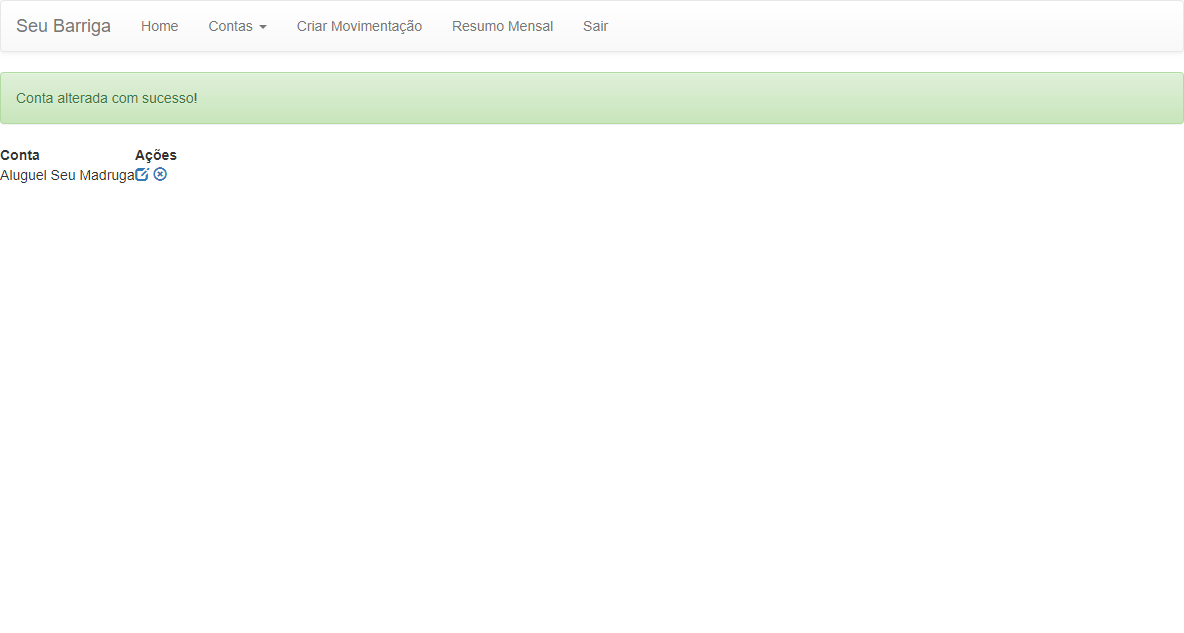 Seu Barriga Home Contas Criar Movimentação Resumo Mensal Sair
Conta alterada com sucesso!
Conta Ações
Aluguel Seu Madruga